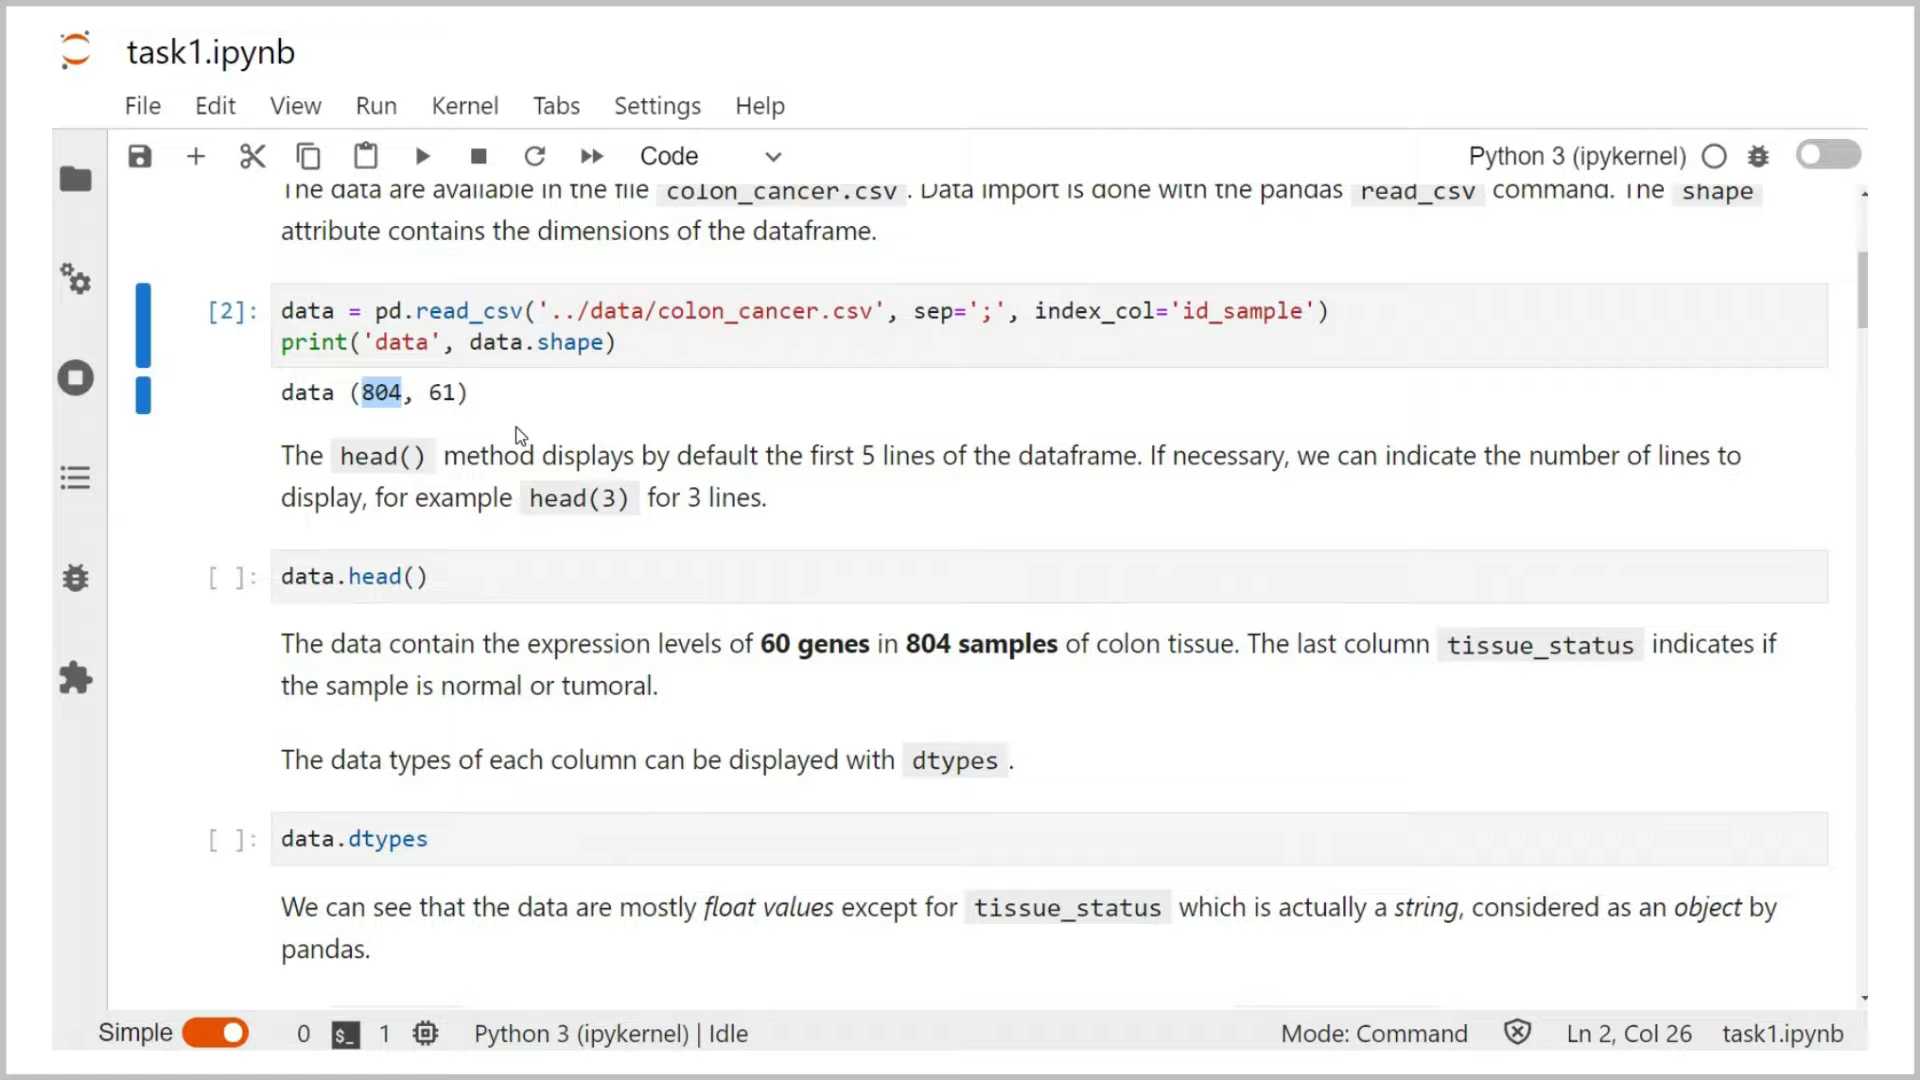 task1.ipynb
File Edit View Run Kernel Tabs Settings Help
Code Python 3 (ipykernel)
The data are available in the file colon_cancer.csv. Data import is done with the pandas read_csv command. The shape
attribute contains the dimensions of the dataframe.
[2]: data = pd.read_csv('../data/colon_cancer.csv', sep=';', index_col='id_sample')
print('data', data.shape)
data (804, 61)
The head() method displays by default the first 5 lines of the dataframe. If necessary, we can indicate the number of lines to
display, for example head(3) for 3 lines.
[ ]: data.head()
The data contain the expression levels of 60 genes in 804 samples of colon tissue. The last column tissue_status indicates if
the sample is normal or tumoral.
The data types of each column can be displayed with dtypes .
[ ]: data.dtypes
We can see that the data are mostly float values except for tissue_status which is actually a string, considered as an object by
pandas.
Simple 0 $_ 1 Python 3 (ipykernel) | Idle Mode: Command Ln 2, Col 26 task1.ipynb